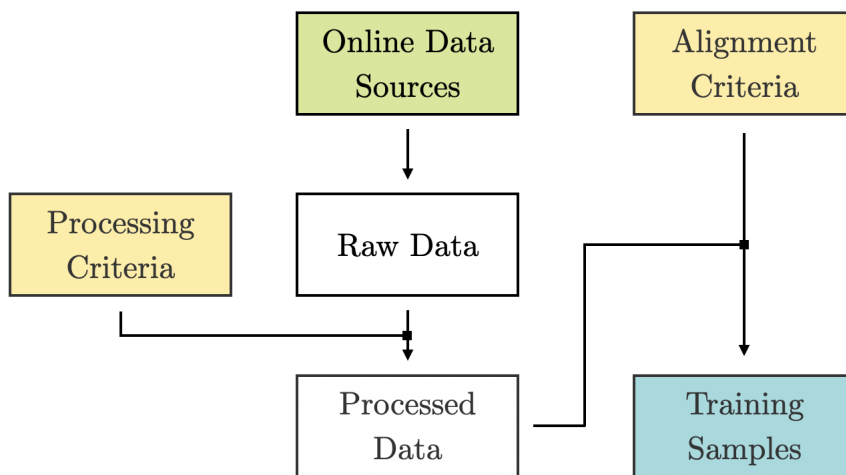 Online Data
Sources
Alignment
Criteria
Processing
Criteria
Raw Data
Processed
Data
Training
Samples